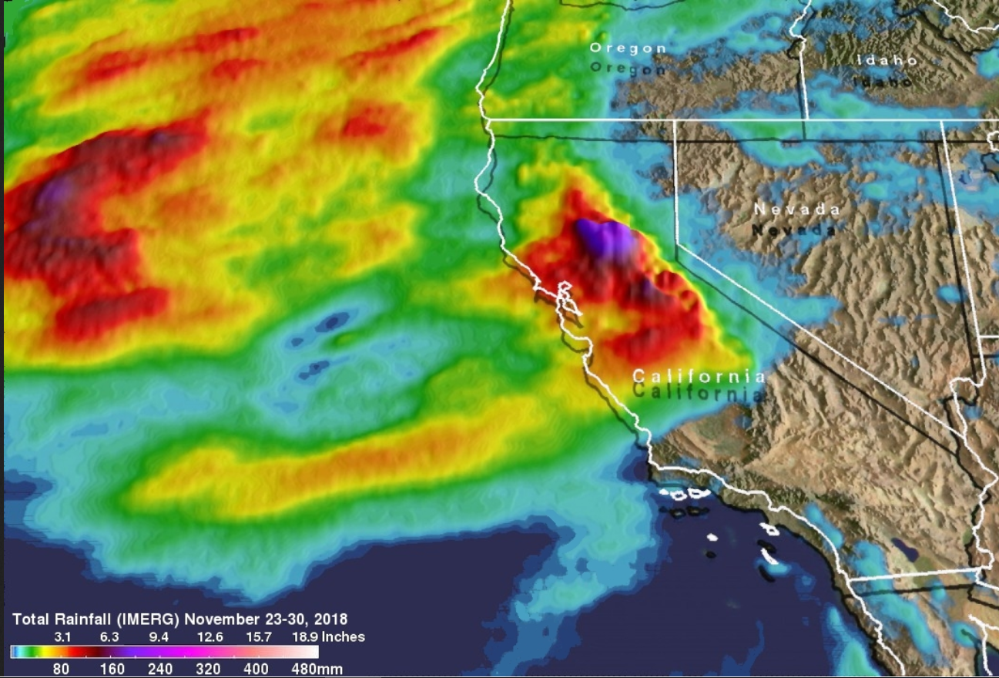 Oregon
Oregon
Idaho
Idaho
Nevada
Nevada
California
California
Total Rainfall (IMERG) November 23-30, 2018
3.1 6.3 9.4 12.6 15.7 18.9 Inches
80 160 240 320 400 480mm